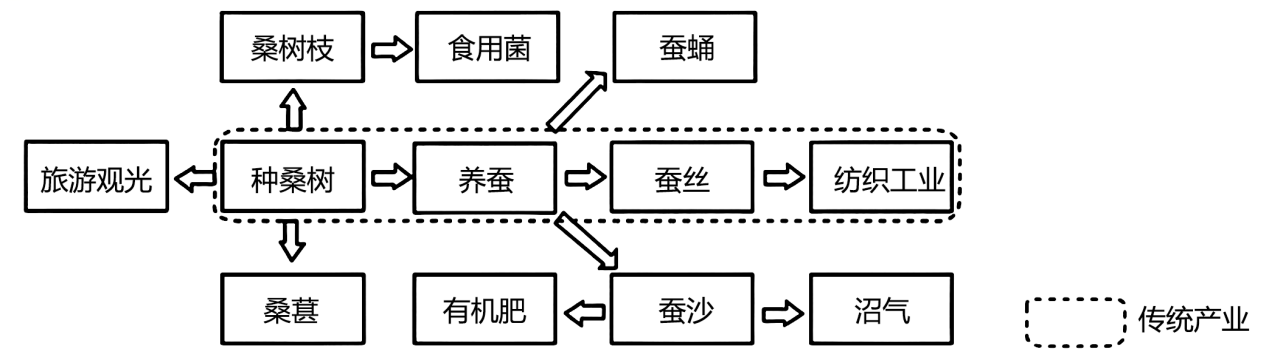 桑树枝
食用菌
蚕蛹
旅游观光
种桑树
养蚕
蚕丝
纺织工业
桑葚
有机肥
蚕沙
沼气
传统产业